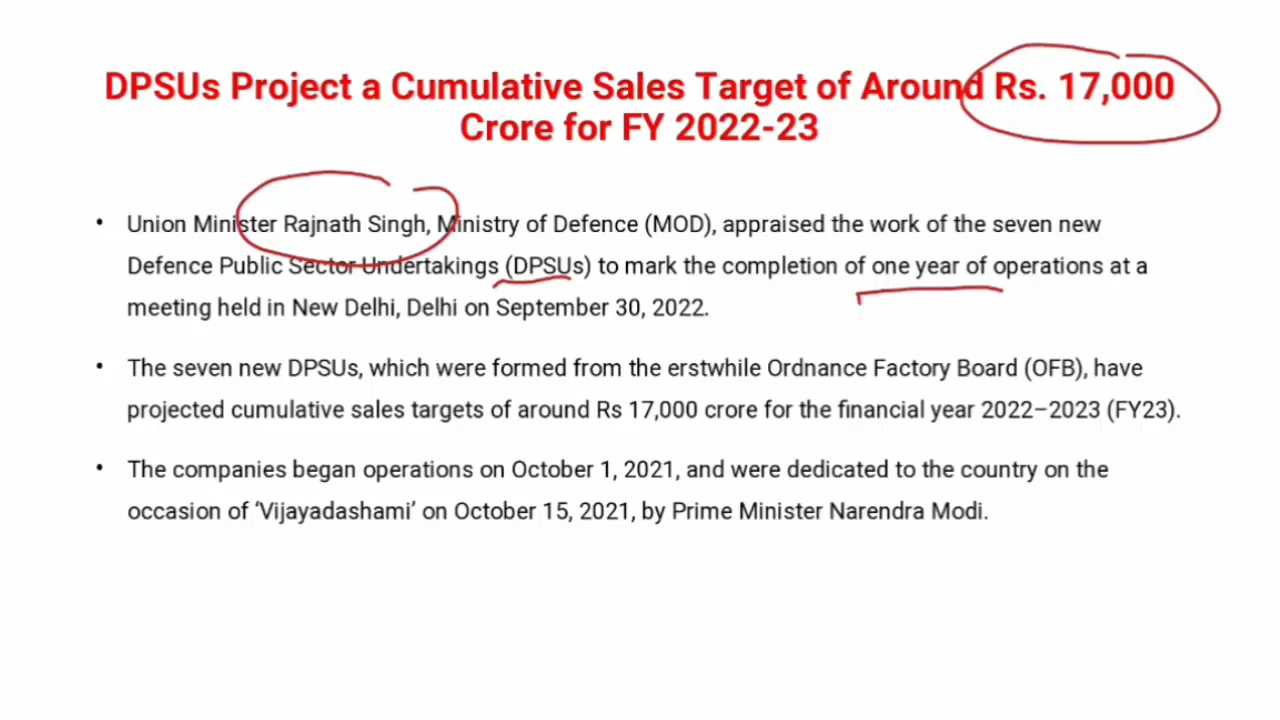 DPSUs Project a Cumulative Sales Target of Around Rs. 17,000
Crore for FY 2022-23
• Union Minister Rajnath Singh, Ministry of Defence (MOD), appraised the work of the seven new
Defence Public Sector Undertakings (DPSUs) to mark the completion of one year of operations at a
meeting held in New Delhi, Delhi on September 30, 2022.
• The seven new DPSUs, which were formed from the erstwhile Ordnance Factory Board (OFB), have
projected cumulative sales targets of around Rs 17,000 crore for the financial year 2022–2023 (FY23).
• The companies began operations on October 1, 2021, and were dedicated to the country on the
occasion of ‘Vijayadashami’ on October 15, 2021, by Prime Minister Narendra Modi.